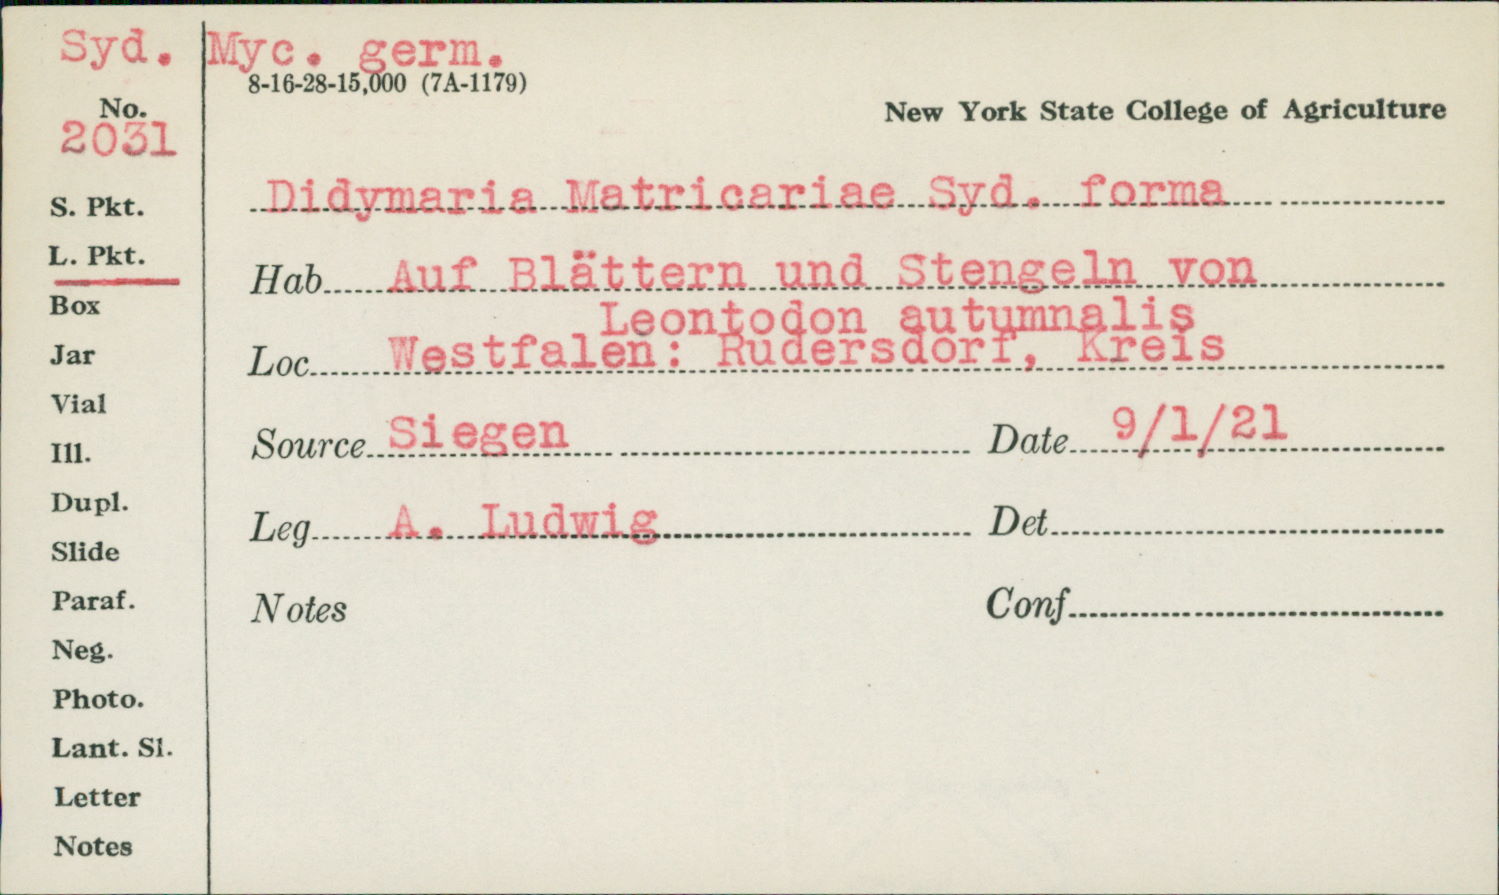 Syd. Myc. germ.
8-16-28-15,000 (7A-1179)
No.
2031
New York State College of Agriculture
Didymaria Matricariae Syd. forma
S. Pkt.
L. Pkt.
Hab. Auf Blättern und Stengeln von
Leontodon autumnalis
Box
Jar
Loc. Westfalen: Rudersdorf, Kreis
Vial
Source Siegen Date 9/1/21
Ill.
Dupl.
Leg. A. Ludwig Det.
Slide
Paraf.
Notes Conf.
Neg.
Photo.
Lant. Sl.
Letter
Notes